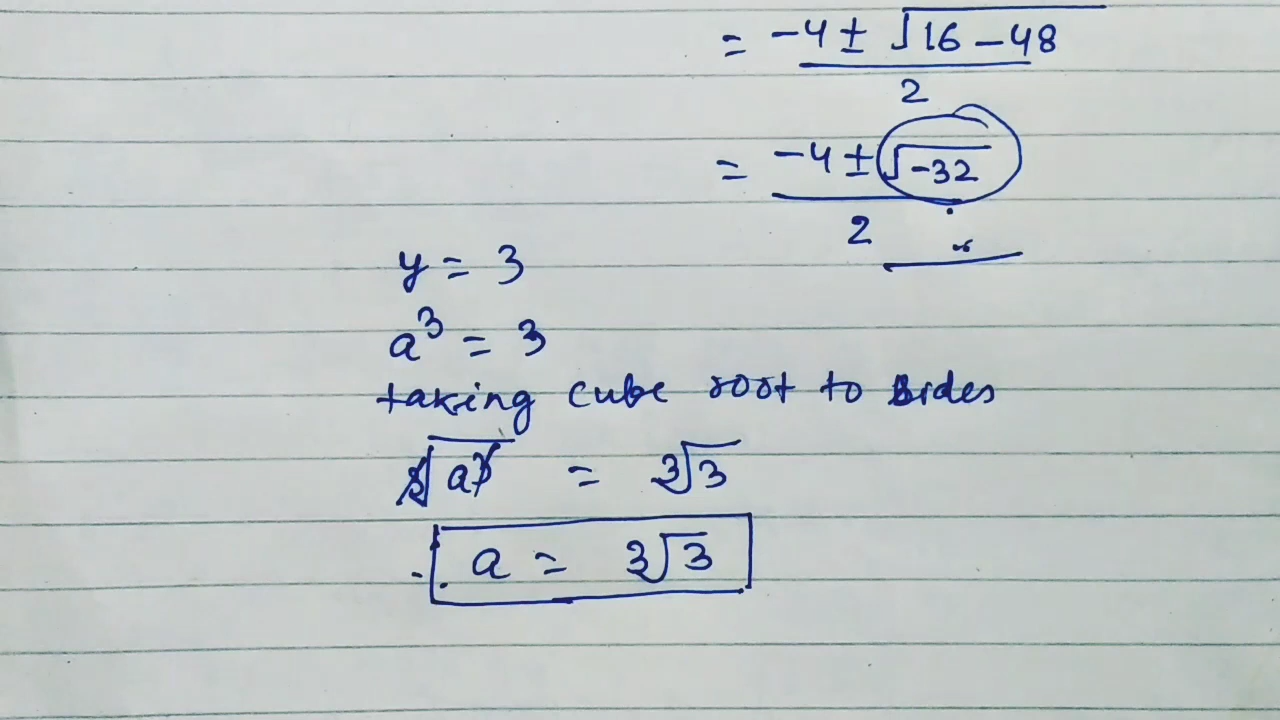 = -4 ± √16 - 48
2
= -4 ± √-32
2
y = 3
a³ = 3
taking cube root to sides
∛a³ = ∛3
∴ a = ∛3